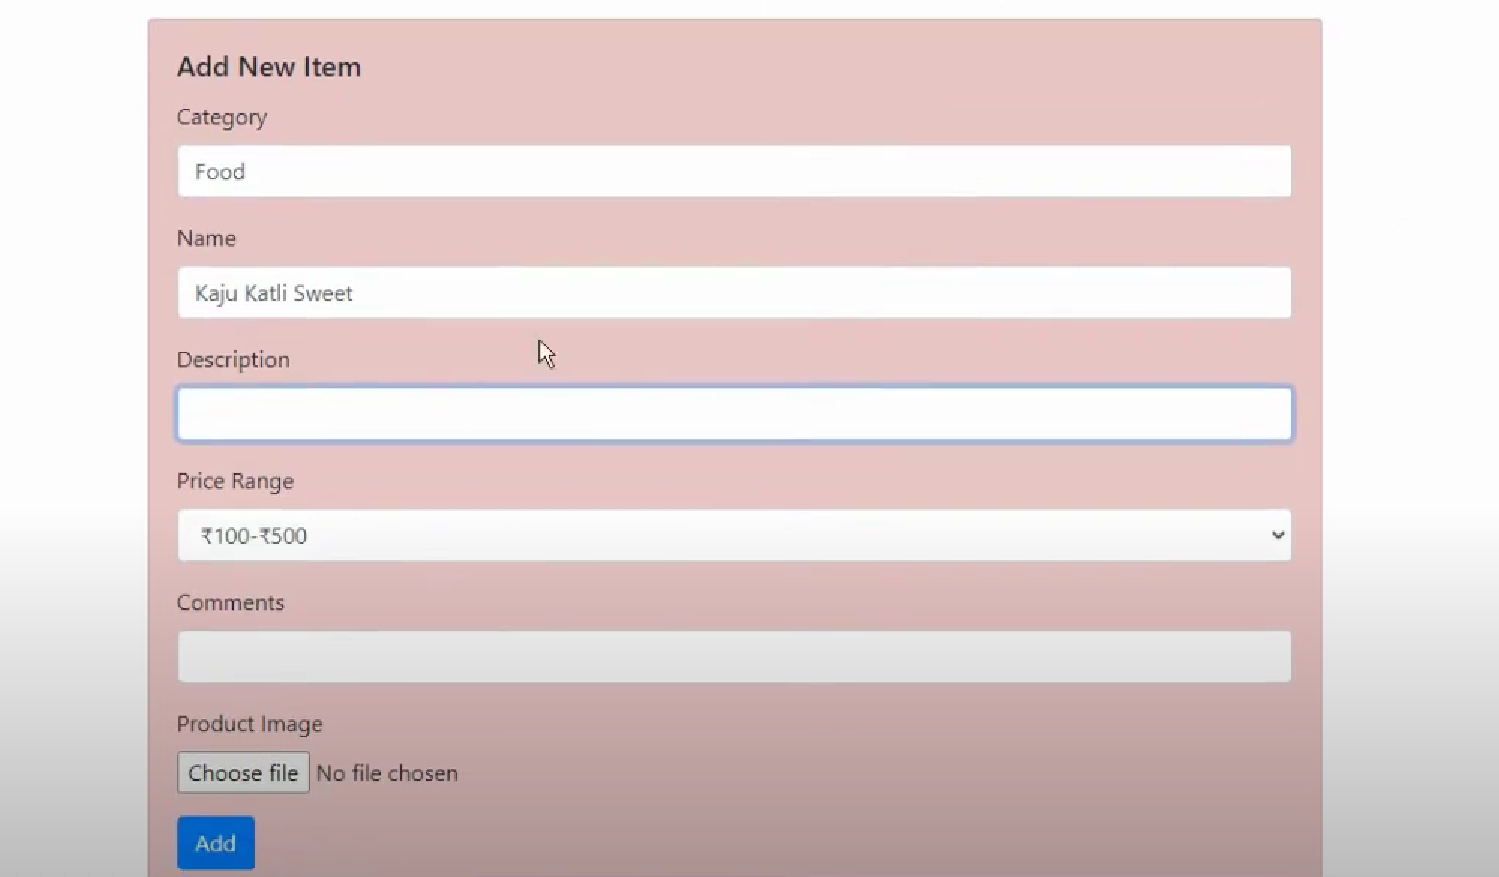 Add New Item
Category
Food
Name
Kaju Katli Sweet
Description
Price Range
₹100-₹500
Comments
Product Image
Choose file No file chosen
Add